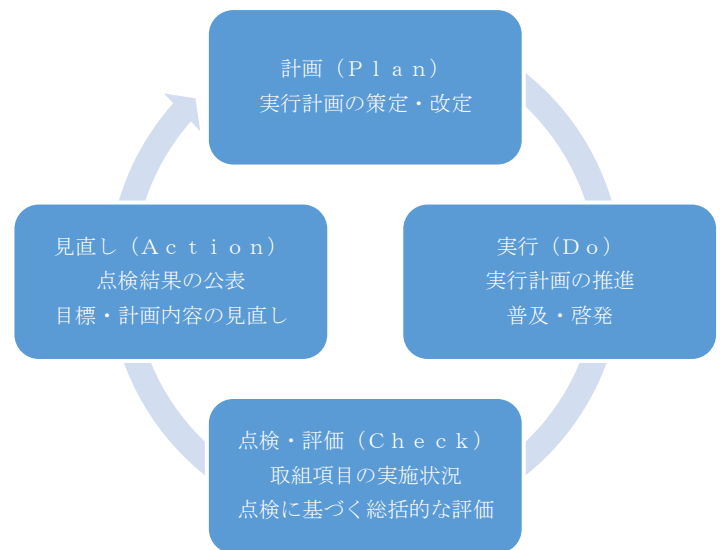 計画（Ｐｌａｎ）
実行計画の策定・改定
見直し（Ａｃｔｉｏｎ）
点検結果の公表
目標・計画内容の見直し
実行（Ｄｏ）
実行計画の推進
普及・啓発
点検・評価（Ｃｈｅｃｋ）
取組項目の実施状況
点検に基づく総括的な評価